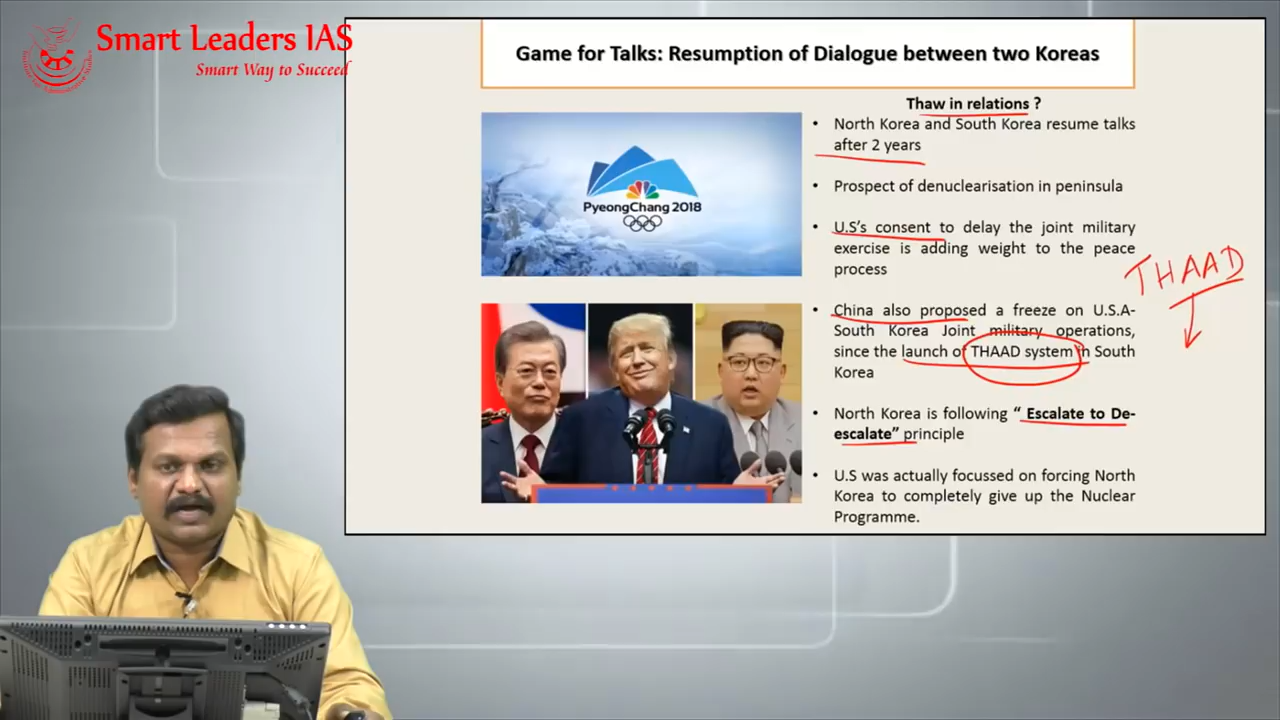 Smart Leaders IAS
Smart Way to Succeed
Game for Talks: Resumption of Dialogue between two Koreas
PyeongChang 2018
Thaw in relations ?
• North Korea and South Korea resume talks
after 2 years
• Prospect of denuclearisation in peninsula
• U.S's consent to delay the joint military
exercise is adding weight to the peace
process
• China also proposed a freeze on U.S.A-
South Korea Joint military operations,
since the launch of THAAD system in South
Korea
• North Korea is following “ Escalate to De-
escalate” principle
• U.S was actually focussed on forcing North
Korea to completely give up the Nuclear
Programme.
THAAD